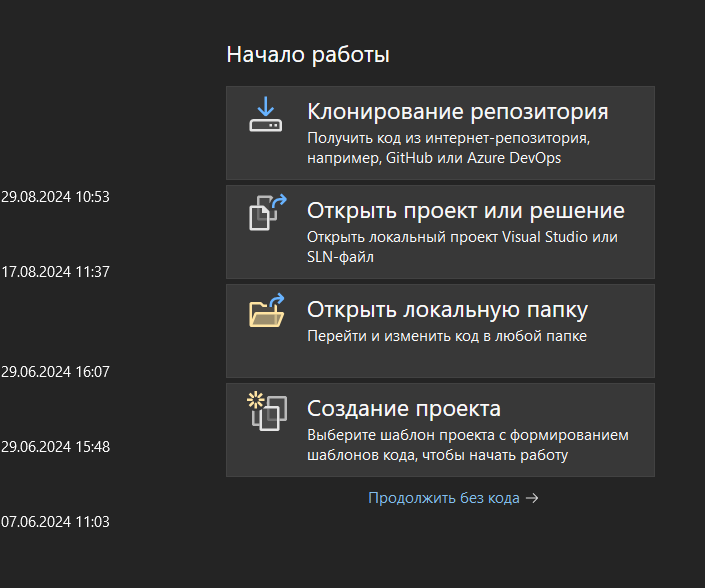 Начало работы
Клонирование репозитория
Получить код из интернет-репозитория,
например, GitHub или Azure DevOps
29.08.2024 10:53
Открыть проект или решение
Открыть локальный проект Visual Studio или
SLN-файл
17.08.2024 11:37
Открыть локальную папку
Перейти и изменить код в любой папке
29.06.2024 16:07
Создание проекта
Выберите шаблон проекта с формированием
шаблонов кода, чтобы начать работу
29.06.2024 15:48
Продолжить без кода →
07.06.2024 11:03